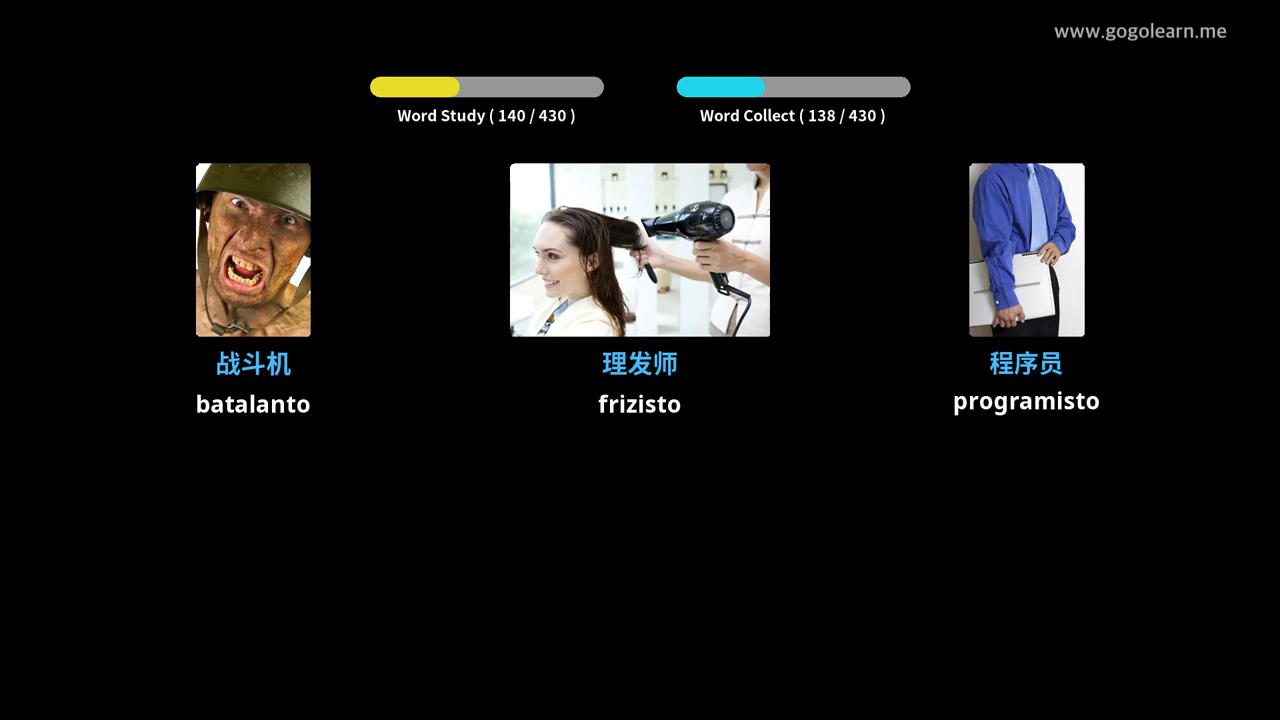 www.gogolearn.me
Word Study ( 140 / 430 )
Word Collect ( 138 / 430 )
战斗机
理发师
程序员
batalanto
frizisto
programisto